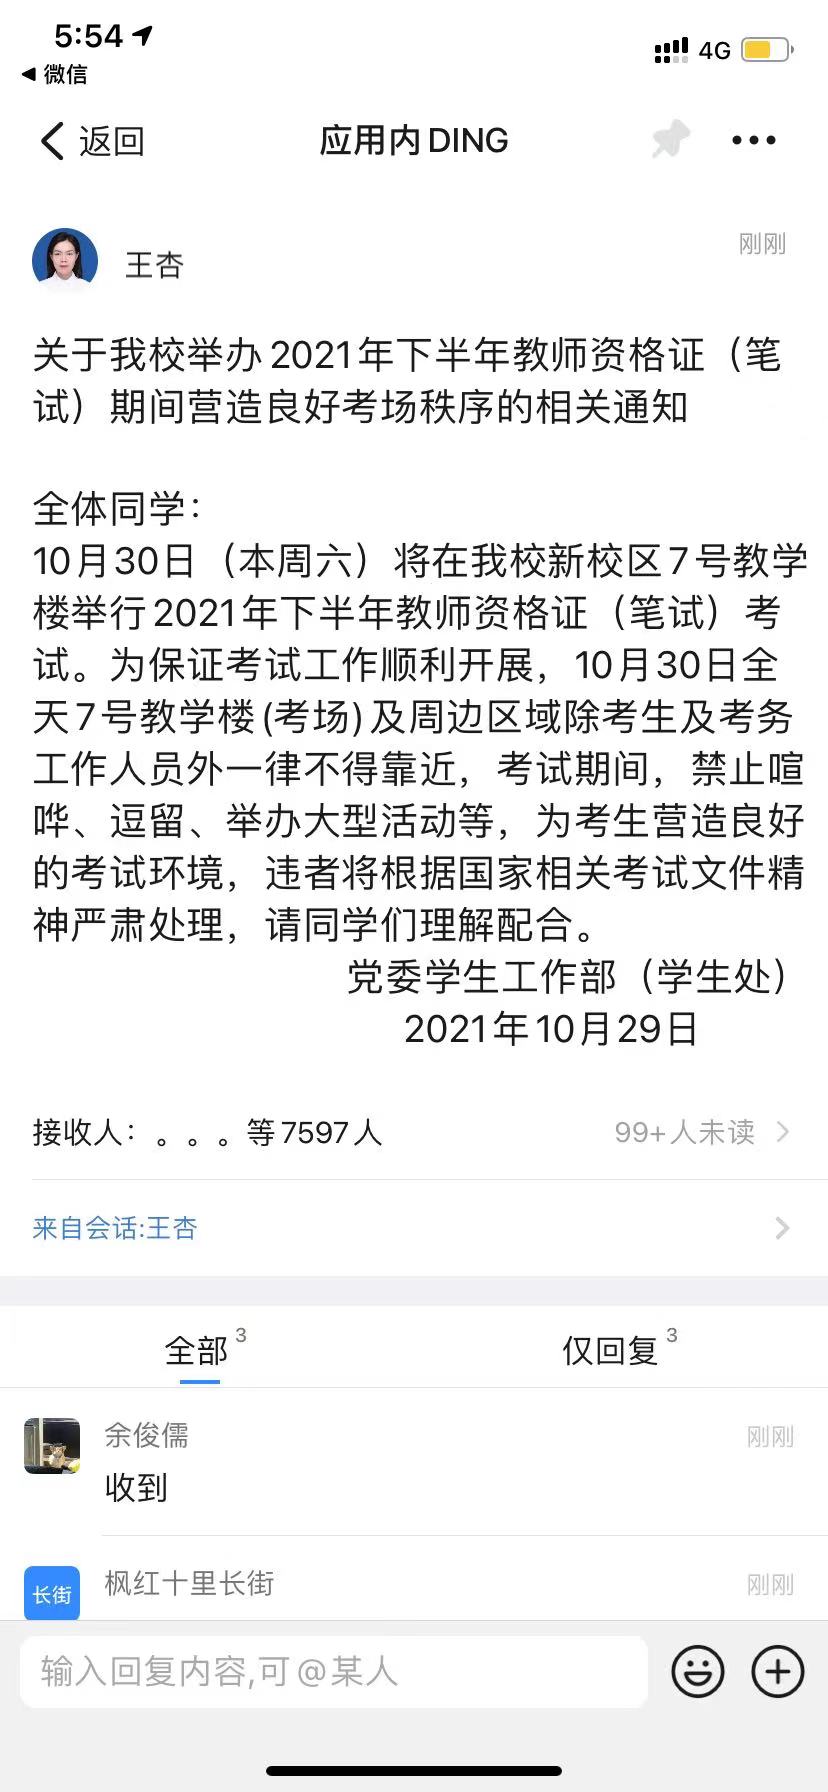 5:54
4G
微信
返回
应用内DING
王杏
刚刚
关于我校举办2021年下半年教师资格证（笔
试）期间营造良好考场秩序的相关通知
全体同学：
10月30日（本周六）将在我校新校区7号教学
楼举行2021年下半年教师资格证（笔试）考
试。为保证考试工作顺利开展，10月30日全
天7号教学楼(考场)及周边区域除考生及考务
工作人员外一律不得靠近，考试期间，禁止喧
哗、逗留、举办大型活动等，为考生营造良好
的考试环境，违者将根据国家相关考试文件精
神严肃处理，请同学们理解配合。
党委学生工作部（学生处）
2021年10月29日
接收人：。。。等7597人
99+人未读
来自会话:王杏
全部 3
仅回复 3
余俊儒
刚刚
收到
长街
枫红十里长街
刚刚
输入回复内容,可@某人